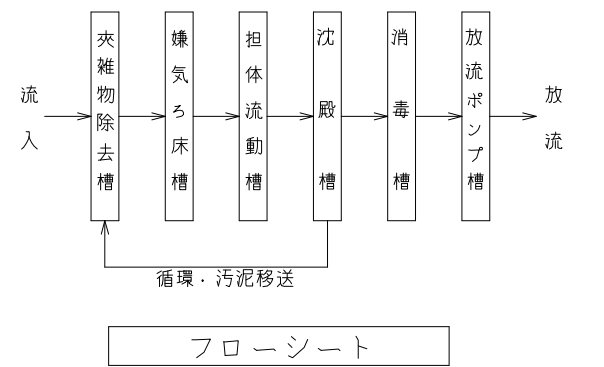 流入
夾雑物除去槽
嫌気ろ床槽
担体流動槽
沈殿槽
消毒槽
放流ポンプ槽
放流
循環・汚泥移送
フローシート